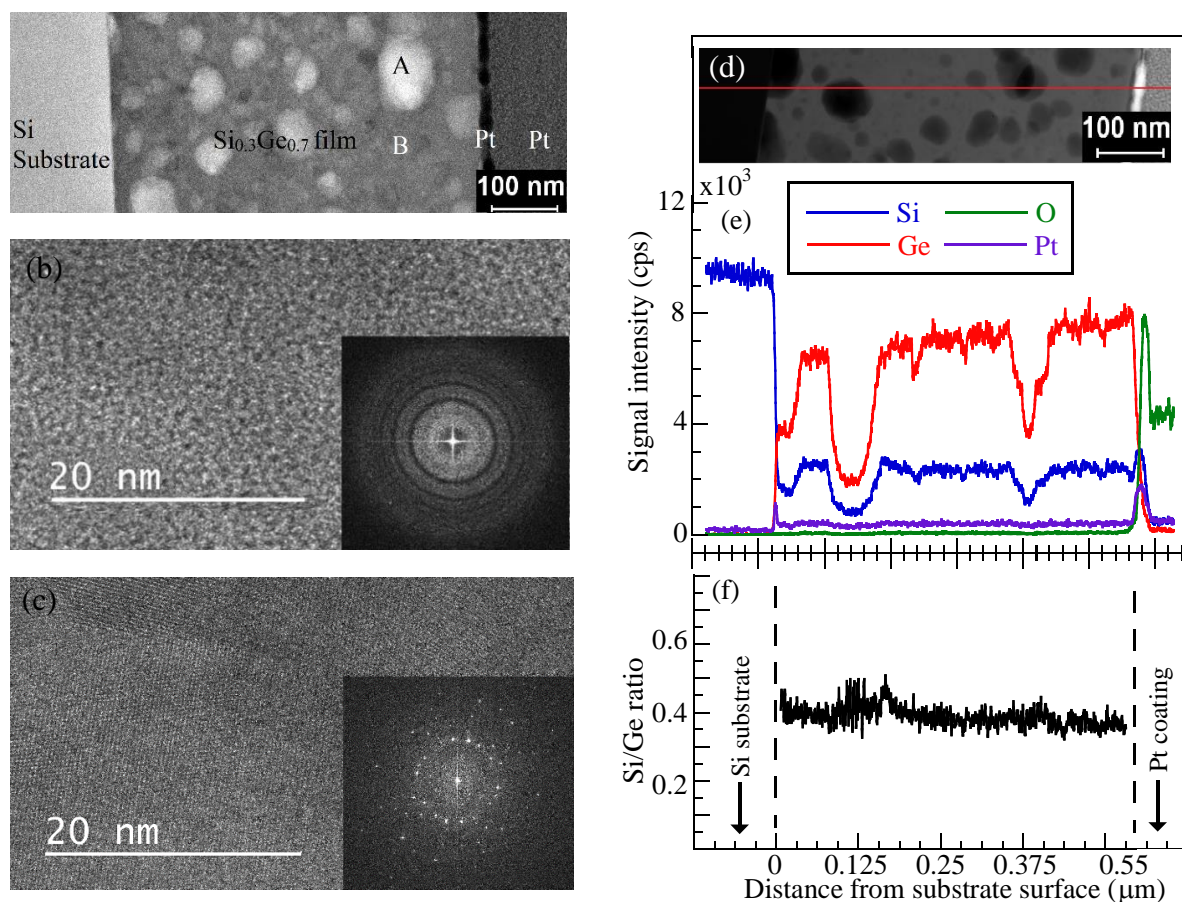 Si
Substrate
Si0.3Ge0.7 film
A
B
Pt
Pt
100 nm
(b)
20 nm
(c)
20 nm
(d)
100 nm
x10³
(e)
Si
O
Ge
Pt
12
8
4
0
Signal intensity (cps)
(f)
0.6
0.4
0.2
Si/Ge ratio
Si substrate
Pt coating
0
0.125
0.25
0.375
0.55
Distance from substrate surface (μm)